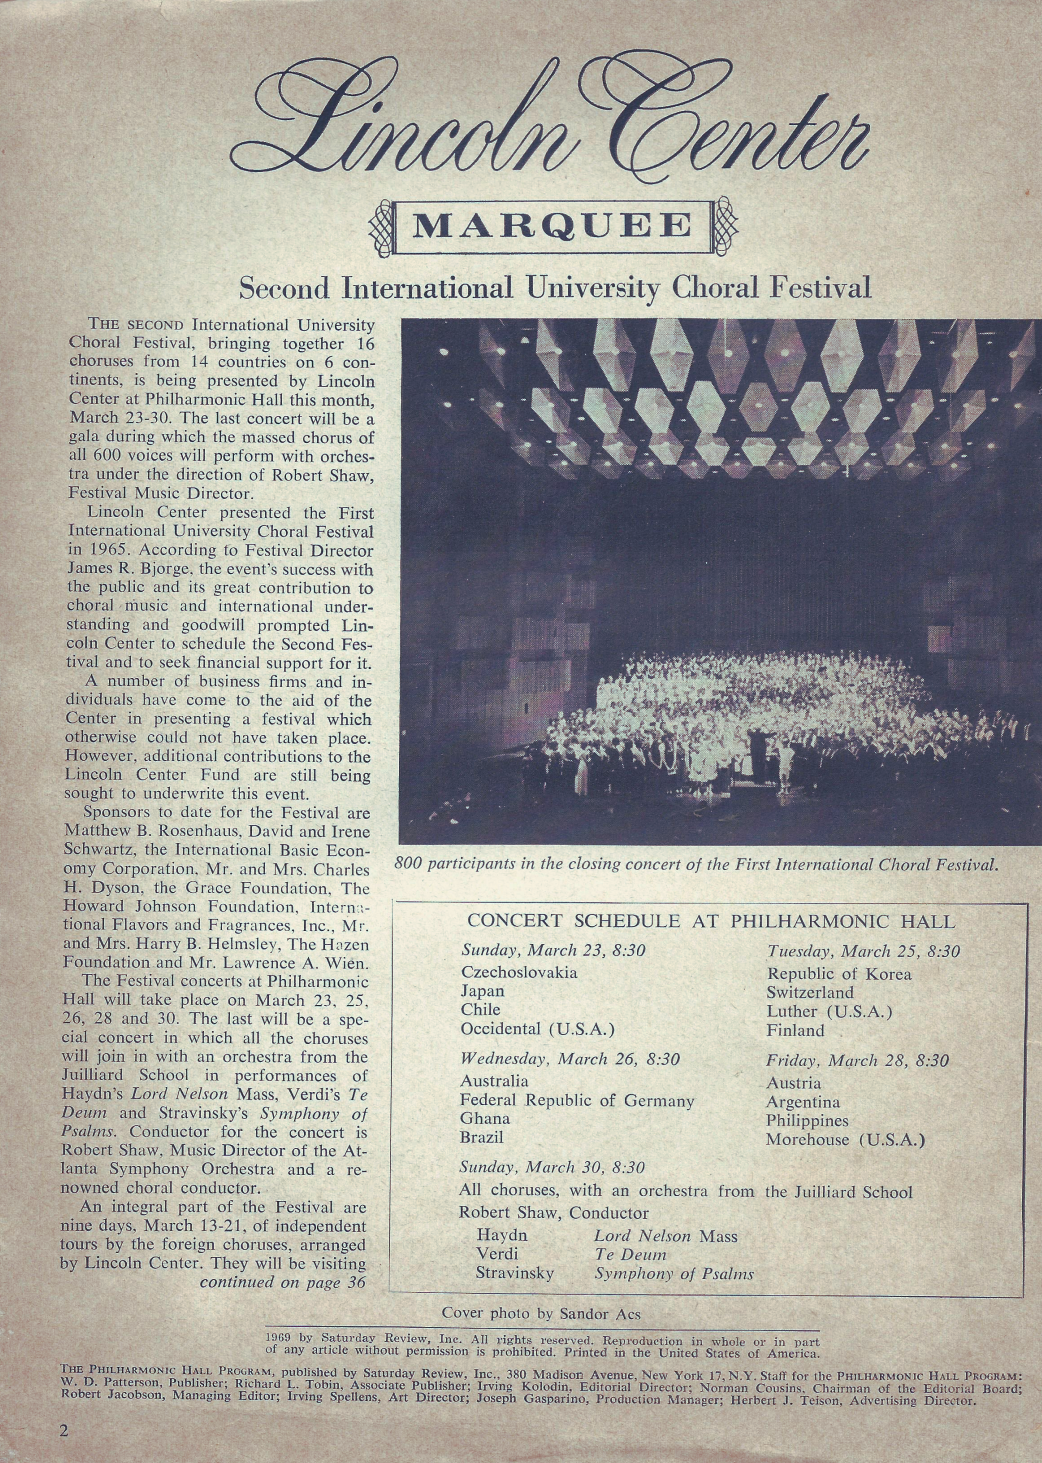 Lincoln Center
MARQUEE
Second International University Choral Festival
THE SECOND International University
Choral Festival, bringing together 16
choruses from 14 countries on 6 con-
tinents, is being presented by Lincoln
Center at Philharmonic Hall this month,
March 23-30. The last concert will be a
gala during which the massed chorus of
all 600 voices will perform with orches-
tra under the direction of Robert Shaw,
Festival Music Director.
Lincoln Center presented the First
International University Choral Festival
in 1965. According to Festival Director
James R. Bjorge, the event's success with
the public and its great contribution to
choral music and international under-
standing and goodwill prompted Lin-
coln Center to schedule the Second Fes-
tival and to seek financial support for it.
A number of business firms and in-
dividuals have come to the aid of the
Center in presenting a festival which
otherwise could not have taken place.
However, additional contributions to the
Lincoln Center Fund are still being
sought to underwrite this event.
Sponsors to date for the Festival are
Matthew B. Rosenhaus, David and Irene
Schwartz, the International Basic Econ-
omy Corporation, Mr. and Mrs. Charles
H. Dyson, the Grace Foundation, The
Howard Johnson Foundation, Interna-
tional Flavors and Fragrances, Inc., Mr.
and Mrs. Harry B. Helmsley, The Hazen
Foundation and Mr. Lawrence A. Wien.
The Festival concerts at Philharmonic
Hall will take place on March 23, 25,
26, 28 and 30. The last will be a spe-
cial concert in which all the choruses
will join in with an orchestra from the
Juilliard School in performances of
Haydn's Lord Nelson Mass, Verdi's Te
Deum and Stravinsky's Symphony of
Psalms. Conductor for the concert is
Robert Shaw, Music Director of the At-
lanta Symphony Orchestra and a re-
nowned choral conductor.
An integral part of the Festival are
nine days, March 13-21, of independent
tours by the foreign choruses, arranged
by Lincoln Center. They will be visiting
continued on page 36
800 participants in the closing concert of the First International Choral Festival.
CONCERT SCHEDULE AT PHILHARMONIC HALL
Sunday, March 23, 8:30
Czechoslovakia
Japan
Chile
Occidental (U.S.A.)
Tuesday, March 25, 8:30
Republic of Korea
Switzerland
Luther (U.S.A.)
Finland
Wednesday, March 26, 8:30
Australia
Federal Republic of Germany
Ghana
Brazil
Friday, March 28, 8:30
Austria
Argentina
Philippines
Morehouse (U.S.A.)
Sunday, March 30, 8:30
All choruses, with an orchestra from the Juilliard School
Robert Shaw, Conductor
Haydn Lord Nelson Mass
Verdi Te Deum
Stravinsky Symphony of Psalms
Cover photo by Sandor Acs
1969 by Saturday Review, Inc. All rights reserved. Reproduction in whole or in part
of any article without permission is prohibited. Printed in the United States of America.
THE PHILHARMONIC HALL PROGRAM, published by Saturday Review, Inc., 380 Madison Avenue, New York 17, N.Y. Staff for the PHILHARMONIC HALL PROGRAM:
W. D. Patterson, Publisher; Richard L. Tobin, Associate Publisher; Irving Kolodin, Editorial Director; Norman Cousins, Chairman of the Editorial Board;
Robert Jacobson, Managing Editor; Irving Spellens, Art Director; Joseph Gasparino, Production Manager; Herbert J. Teison, Advertising Director.
2